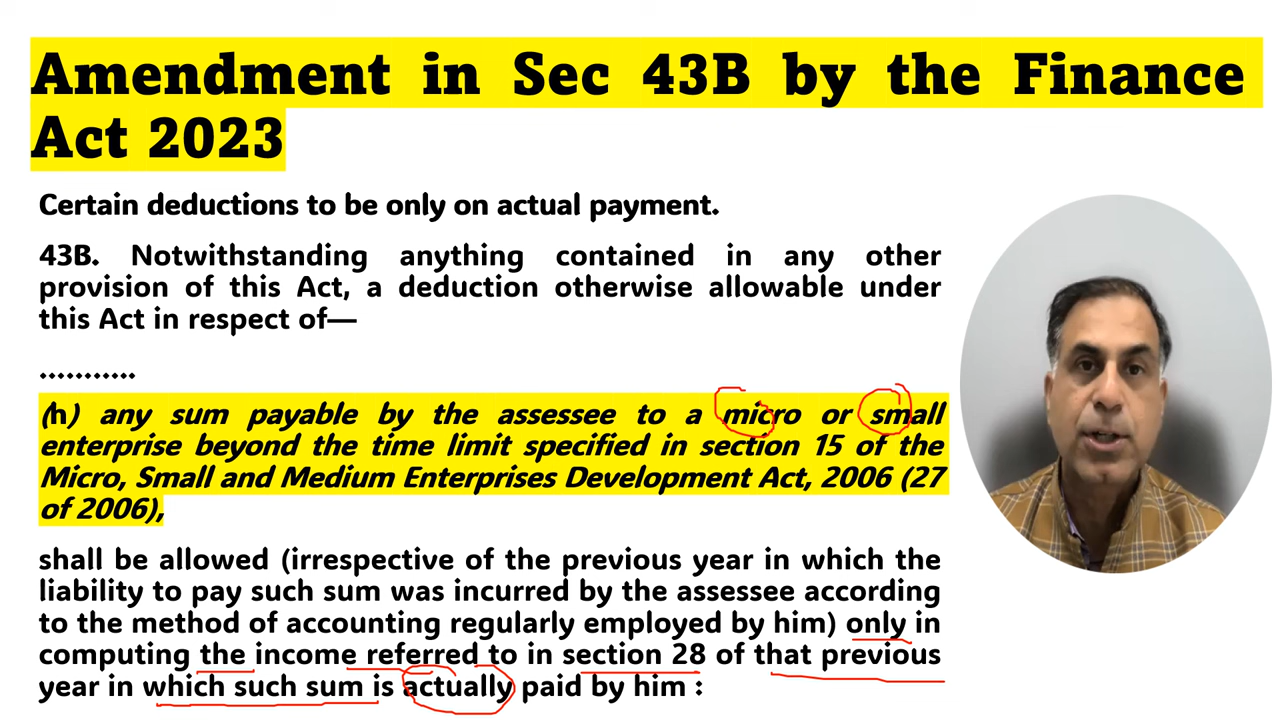 Amendment in Sec 43B by the Finance
Act 2023
Certain deductions to be only on actual payment.
43B. Notwithstanding anything contained in any other
provision of this Act, a deduction otherwise allowable under
this Act in respect of—
...........
(h) any sum payable by the assessee to a micro or small
enterprise beyond the time limit specified in section 15 of the
Micro, Small and Medium Enterprises Development Act, 2006 (27
of 2006),
shall be allowed (irrespective of the previous year in which the
liability to pay such sum was incurred by the assessee according
to the method of accounting regularly employed by him) only in
computing the income referred to in section 28 of that previous
year in which such sum is actually paid by him :